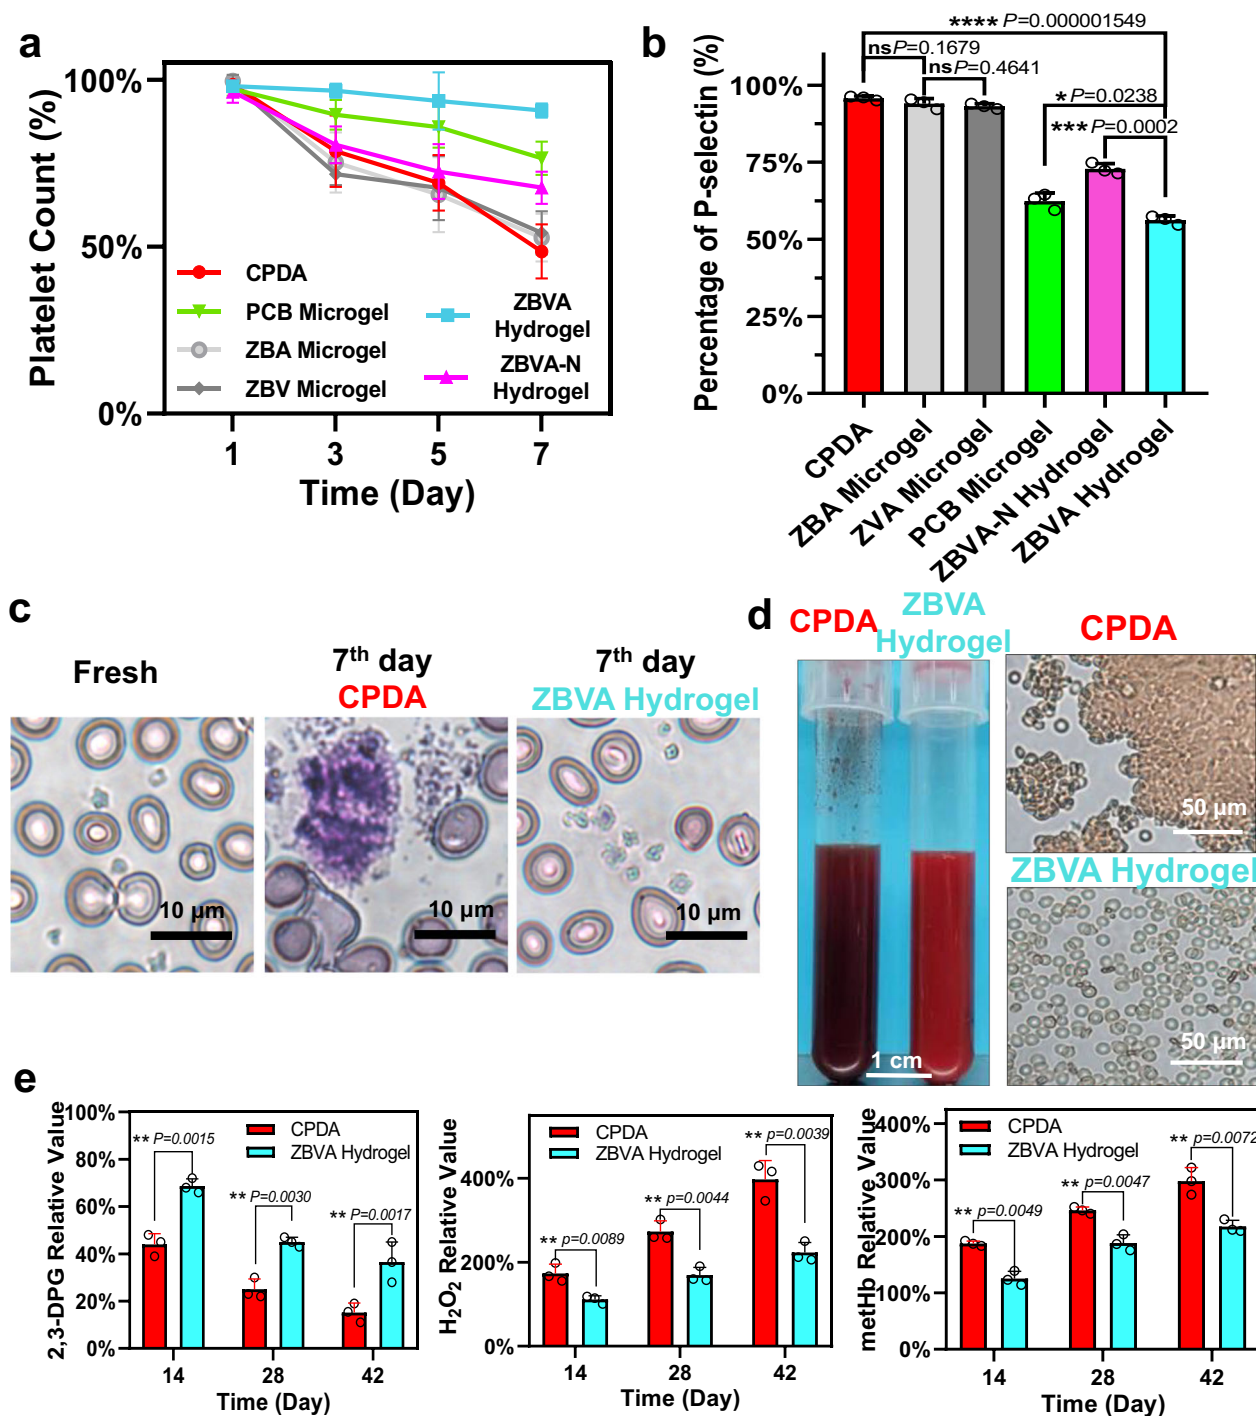 a
Platelet Count (%)
100%
50%
0%
CPDA
PCB Microgel
ZBA Microgel
ZBV Microgel
ZBVA
Hydrogel
ZBVA-N
Hydrogel
1 3 5 7
Time (Day)
b
Percentage of P-selectin (%)
100%
75%
50%
25%
0%
**** P=0.000001549
ns P=0.1679
ns P=0.4641
* P=0.0238
*** P=0.0002
CPDA
ZBA Microgel
ZVA Microgel
PCB Microgel
ZBVA-N Hydrogel
ZBVA Hydrogel
c
Fresh
7th day
CPDA
7th day
ZBVA Hydrogel
10 μm
10 μm
10 μm
d
CPDA
ZBVA
Hydrogel
1 cm
CPDA
50 μm
ZBVA Hydrogel
50 μm
e
2,3-DPG Relative Value
100%
80%
60%
40%
20%
0%
CPDA
ZBVA Hydrogel
** P=0.0015
** P=0.0030
** P=0.0017
14 28 42
Time (Day)
H2O2 Relative Value
400%
200%
0%
CPDA
ZBVA Hydrogel
** p=0.0089
** p=0.0044
** p=0.0039
14 28 42
Time (Day)
metHb Relative Value
400%
300%
200%
100%
0%
CPDA
ZBVA Hydrogel
** p=0.0049
** p=0.0047
** p=0.0072
14 28 42
Time (Day)